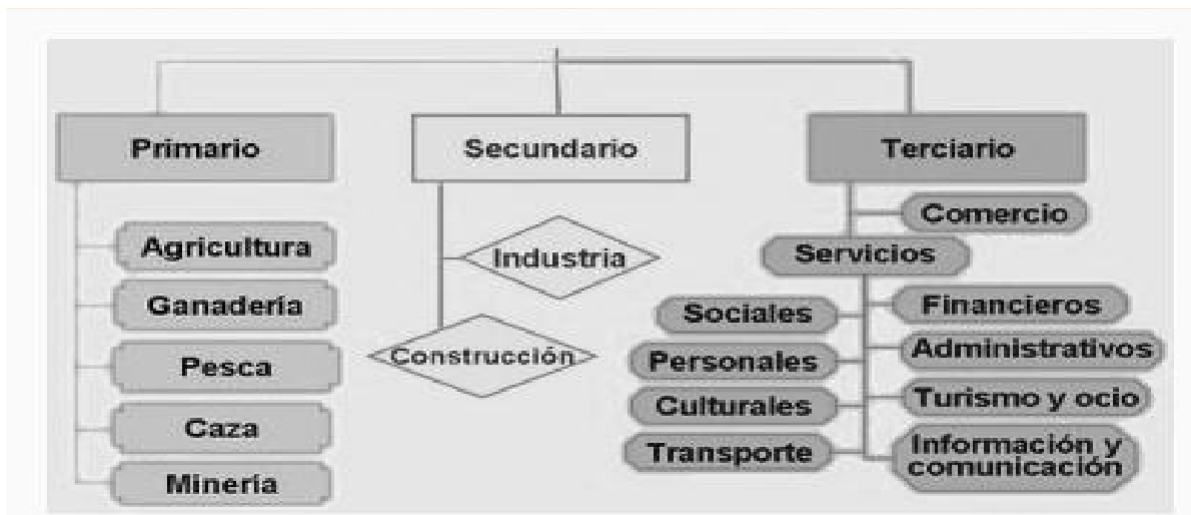 Primario
Secundario
Terciario
Agricultura
Ganadería
Pesca
Caza
Minería
Industria
Construcción
Comercio
Servicios
Sociales
Personales
Culturales
Transporte
Financieros
Administrativos
Turismo y ocio
Información y
comunicación